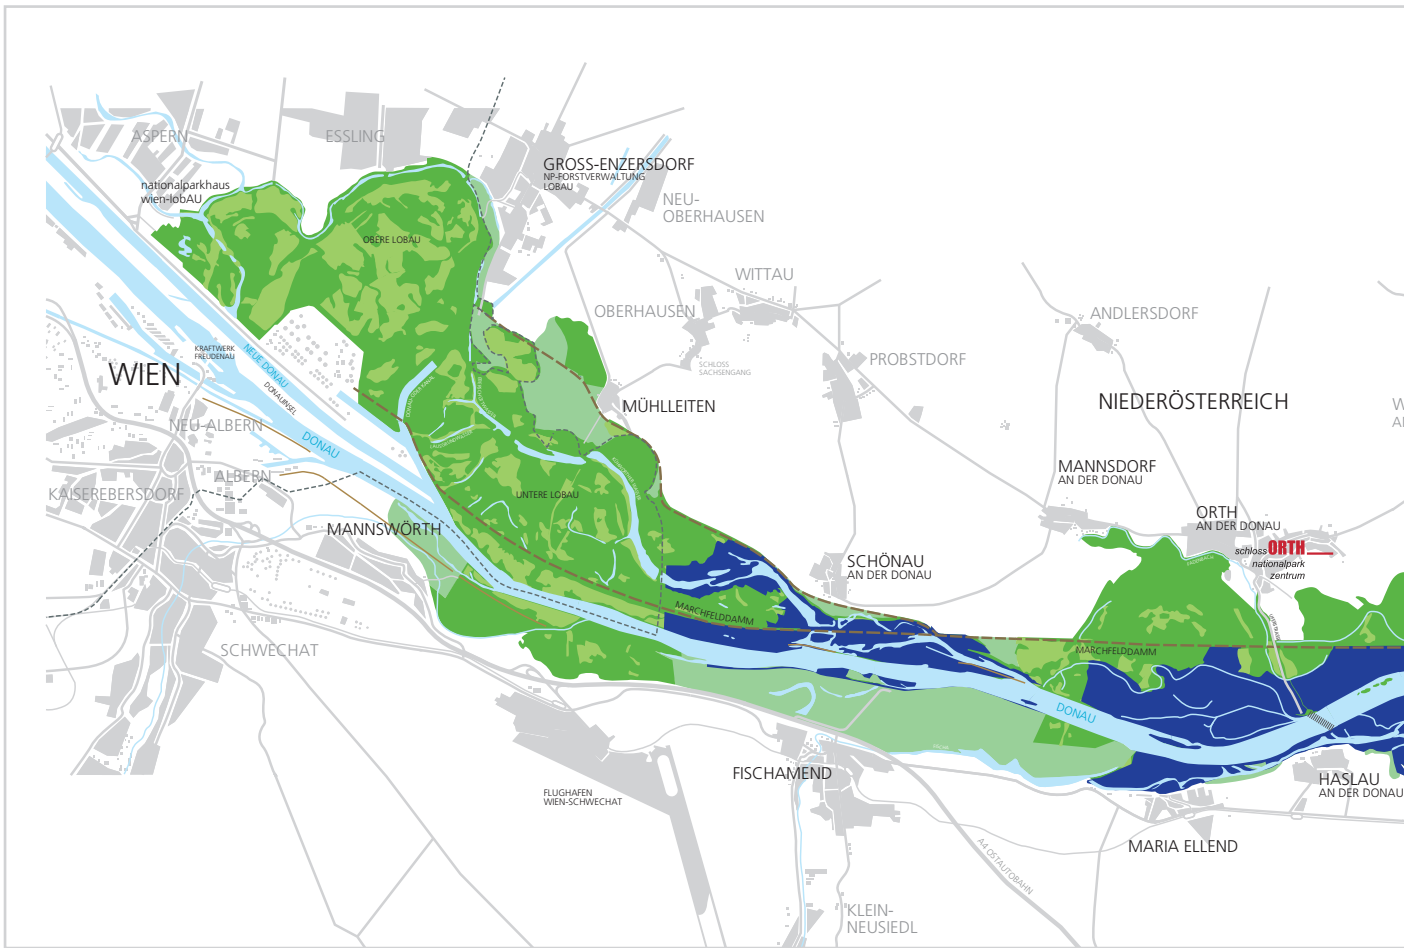 ASPERN
ESSLING
nationalparkhaus
wien-lobAU
GROSS-ENZERSDORF
NP-FORSTVERWALTUNG
LOBAU
NEU-
OBERHAUSEN
OBERE LOBAU
WITTAU
OBERHAUSEN
ANDLERSDORF
KRAFTWERK
FREUDENAU
NEUE DONAU
DONAUINSEL
WIEN
SCHLOSS
SACHSENGANG
PROBSTDORF
MÜHLLEITEN
NIEDERÖSTERREICH
W
NEU-ALBERN
DONAU
ALBERN
KAISEREBERSDORF
MANNSWÖRTH
UNTERE LOBAU
MANNSDORF
AN DER DONAU
ORTH
AN DER DONAU
schloss ORTH
nationalpark
zentrum
SCHÖNAU
AN DER DONAU
MARCHFELDDAMM
MARCHFELDDAMM
SCHWECHAT
DONAU
FISCHAMEND
FLUGHAFEN
WIEN-SCHWECHAT
HASLAU
AN DER DONAU
MARIA ELLEND
A4 OSTAUTOBAHN
KLEIN-
NEUSIEDL